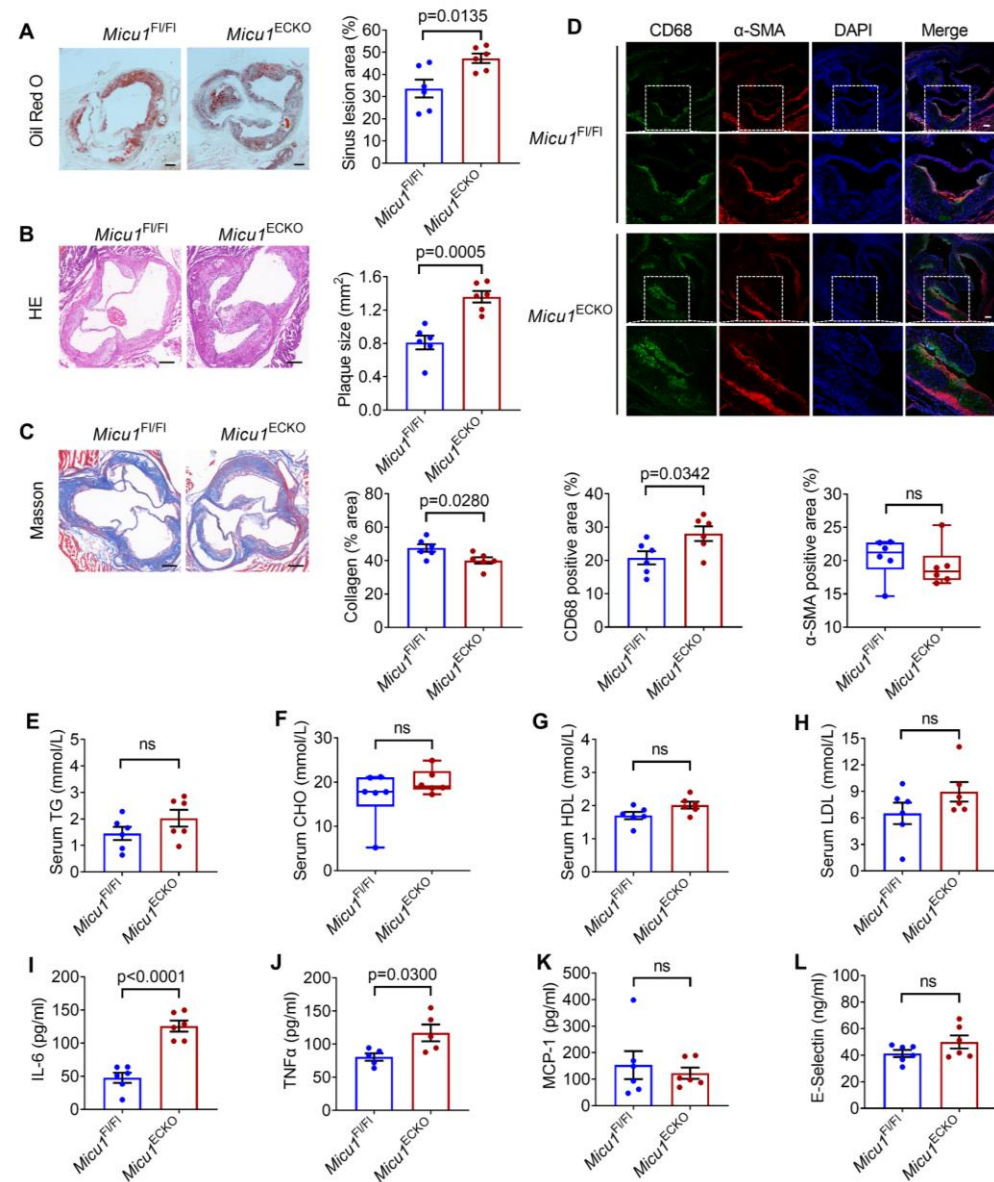 A
Micu1Fl/Fl
Micu1ECKO
Oil Red O
Sinus lesion area (%)
60
50
40
30
20
10
0
p=0.0135
Micu1Fl/Fl
Micu1ECKO
B
Micu1Fl/Fl
Micu1ECKO
HE
Plaque size (mm2)
1.6
1.2
0.8
0.4
0.0
p=0.0005
Micu1Fl/Fl
Micu1ECKO
C
Micu1Fl/Fl
Micu1ECKO
Masson
Collagen (% area)
80
60
40
20
0
p=0.0280
Micu1Fl/Fl
Micu1ECKO
D
CD68
α-SMA
DAPI
Merge
Micu1Fl/Fl
Micu1ECKO
CD68 positive area (%)
40
30
20
10
0
p=0.0342
Micu1Fl/Fl
Micu1ECKO
α-SMA positive area (%)
30
25
20
15
10
5
0
ns
Micu1Fl/Fl
Micu1ECKO
E
Serum TG (mmol/L)
5
4
3
2
1
0
ns
Micu1Fl/Fl
Micu1ECKO
F
Serum CHO (mmol/L)
30
20
10
0
ns
Micu1Fl/Fl
Micu1ECKO
G
Serum HDL (mmol/L)
4
3
2
1
0
ns
Micu1Fl/Fl
Micu1ECKO
H
Serum LDL (mmol/L)
15
12
9
6
3
0
ns
Micu1Fl/Fl
Micu1ECKO
I
IL-6 (pg/ml)
200
150
100
50
0
p<0.0001
Micu1Fl/Fl
Micu1ECKO
J
TNFα (pg/ml)
200
150
100
50
0
p=0.0300
Micu1Fl/Fl
Micu1ECKO
K
MCP-1 (pg/ml)
500
400
300
200
100
0
ns
Micu1Fl/Fl
Micu1ECKO
L
E-Selectin (ng/ml)
100
80
60
40
20
0
ns
Micu1Fl/Fl
Micu1ECKO